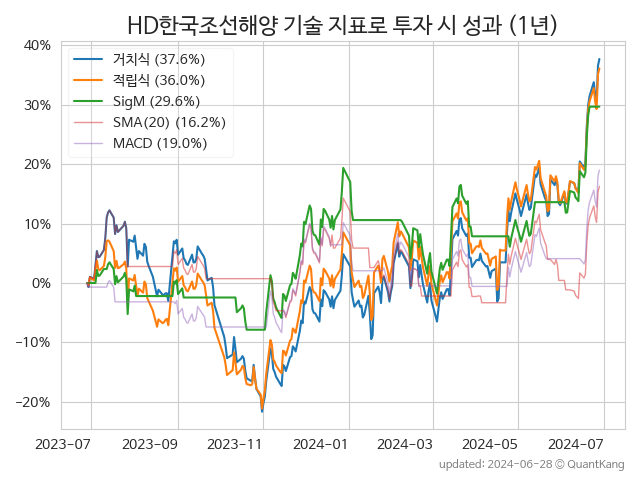 HD한국조선해양 기술 지표로 투자 시 성과 (1년)
40%
30%
20%
10%
0%
−10%
−20%
거치식 (37.6%)
적립식 (36.0%)
SigM (29.6%)
SMA(20) (16.2%)
MACD (19.0%)
2023-07 2023-09 2023-11 2024-01 2024-03 2024-05 2024-07
updated: 2024-06-28 © QuantKang